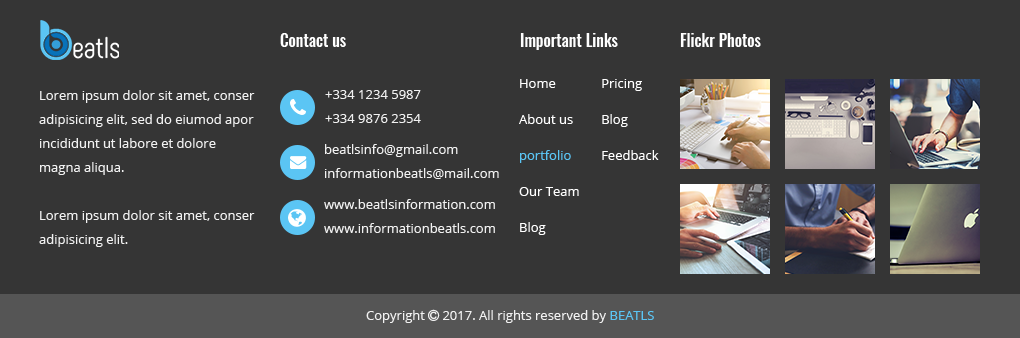 beatls
Lorem ipsum dolor sit amet, conser
adipisicing elit, sed do eiumod apor
incididunt ut labore et dolore
magna aliqua.
Lorem ipsum dolor sit amet, conser
adipisicing elit.
Contact us
+334 1234 5987
+334 9876 2354
beatlsinfo@gmail.com
informationbeatls@mail.com
www.beatlsinformation.com
www.informationbeatls.com
Important Links
Home
About us
portfolio
Our Team
Blog
Pricing
Blog
Feedback
Flickr Photos
Copyright © 2017. All rights reserved by BEATLS